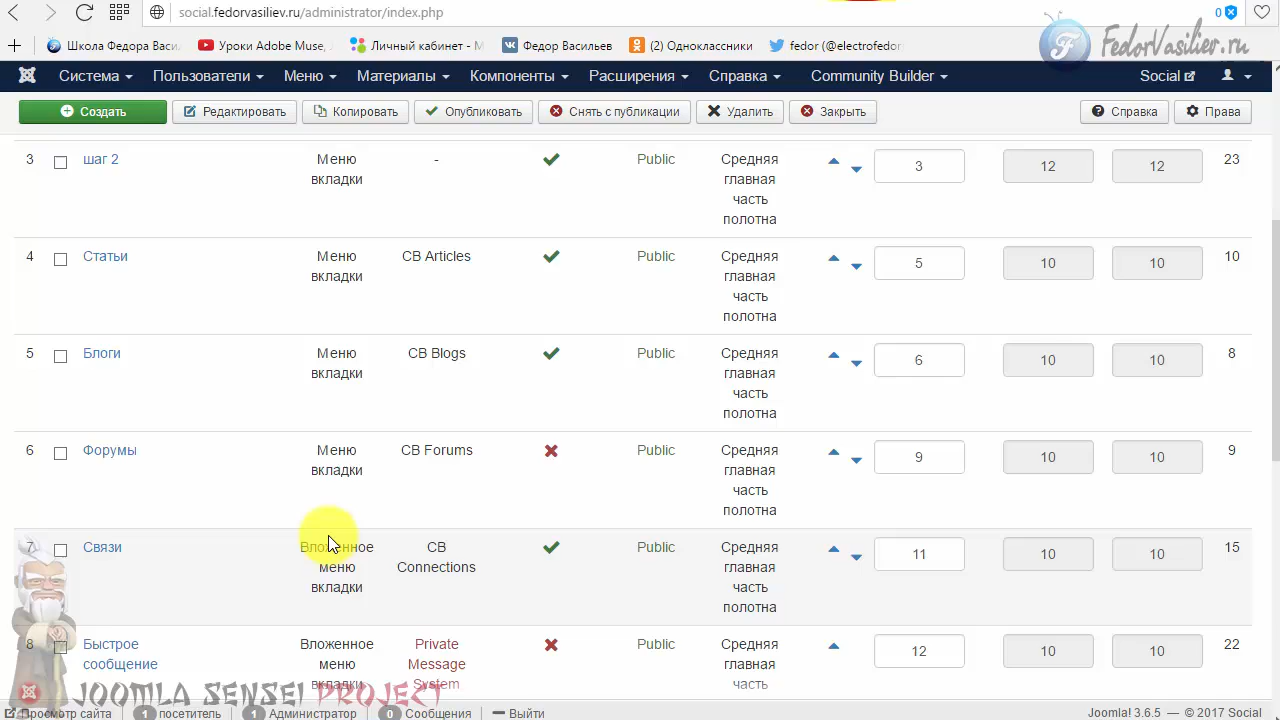 social.fedorvasiliev.ru/administrator/index.php
0
Школа Федора Васи
Уроки Adobe Muse,
Личный кабинет - М
Федор Васильев
(2) Одноклассники
fedor (@electrofedor
FedorVasiliev.ru
Система
Пользователи
Меню
Материалы
Компоненты
Расширения
Справка
Community Builder
Social
Создать
Редактировать
Копировать
Опубликовать
Снять с публикации
Удалить
Закрыть
Справка
Права
3 шаг 2 Меню - Public Средняя 3 12 12 23
вкладки главная
часть
полотна
4 Статьи Меню CB Articles Public Средняя 5 10 10 10
вкладки главная
часть
полотна
5 Блоги Меню CB Blogs Public Средняя 6 10 10 8
вкладки главная
часть
полотна
6 Форумы Меню CB Forums Public Средняя 9 10 10 9
вкладки главная
часть
полотна
7 Связи Вложенное CB Public Средняя 11 10 10 15
меню Connections главная
вкладки часть
полотна
8 Быстрое Вложенное Private Public Средняя 12 10 10 22
сообщение меню Message главная
вкладки System часть
JOOMLA SENSEI PROJECT
Просмотр сайта 1 посетитель 1 Администратор 0 Сообщения Выйти
Joomla! 3.6.5 — © 2017 Social